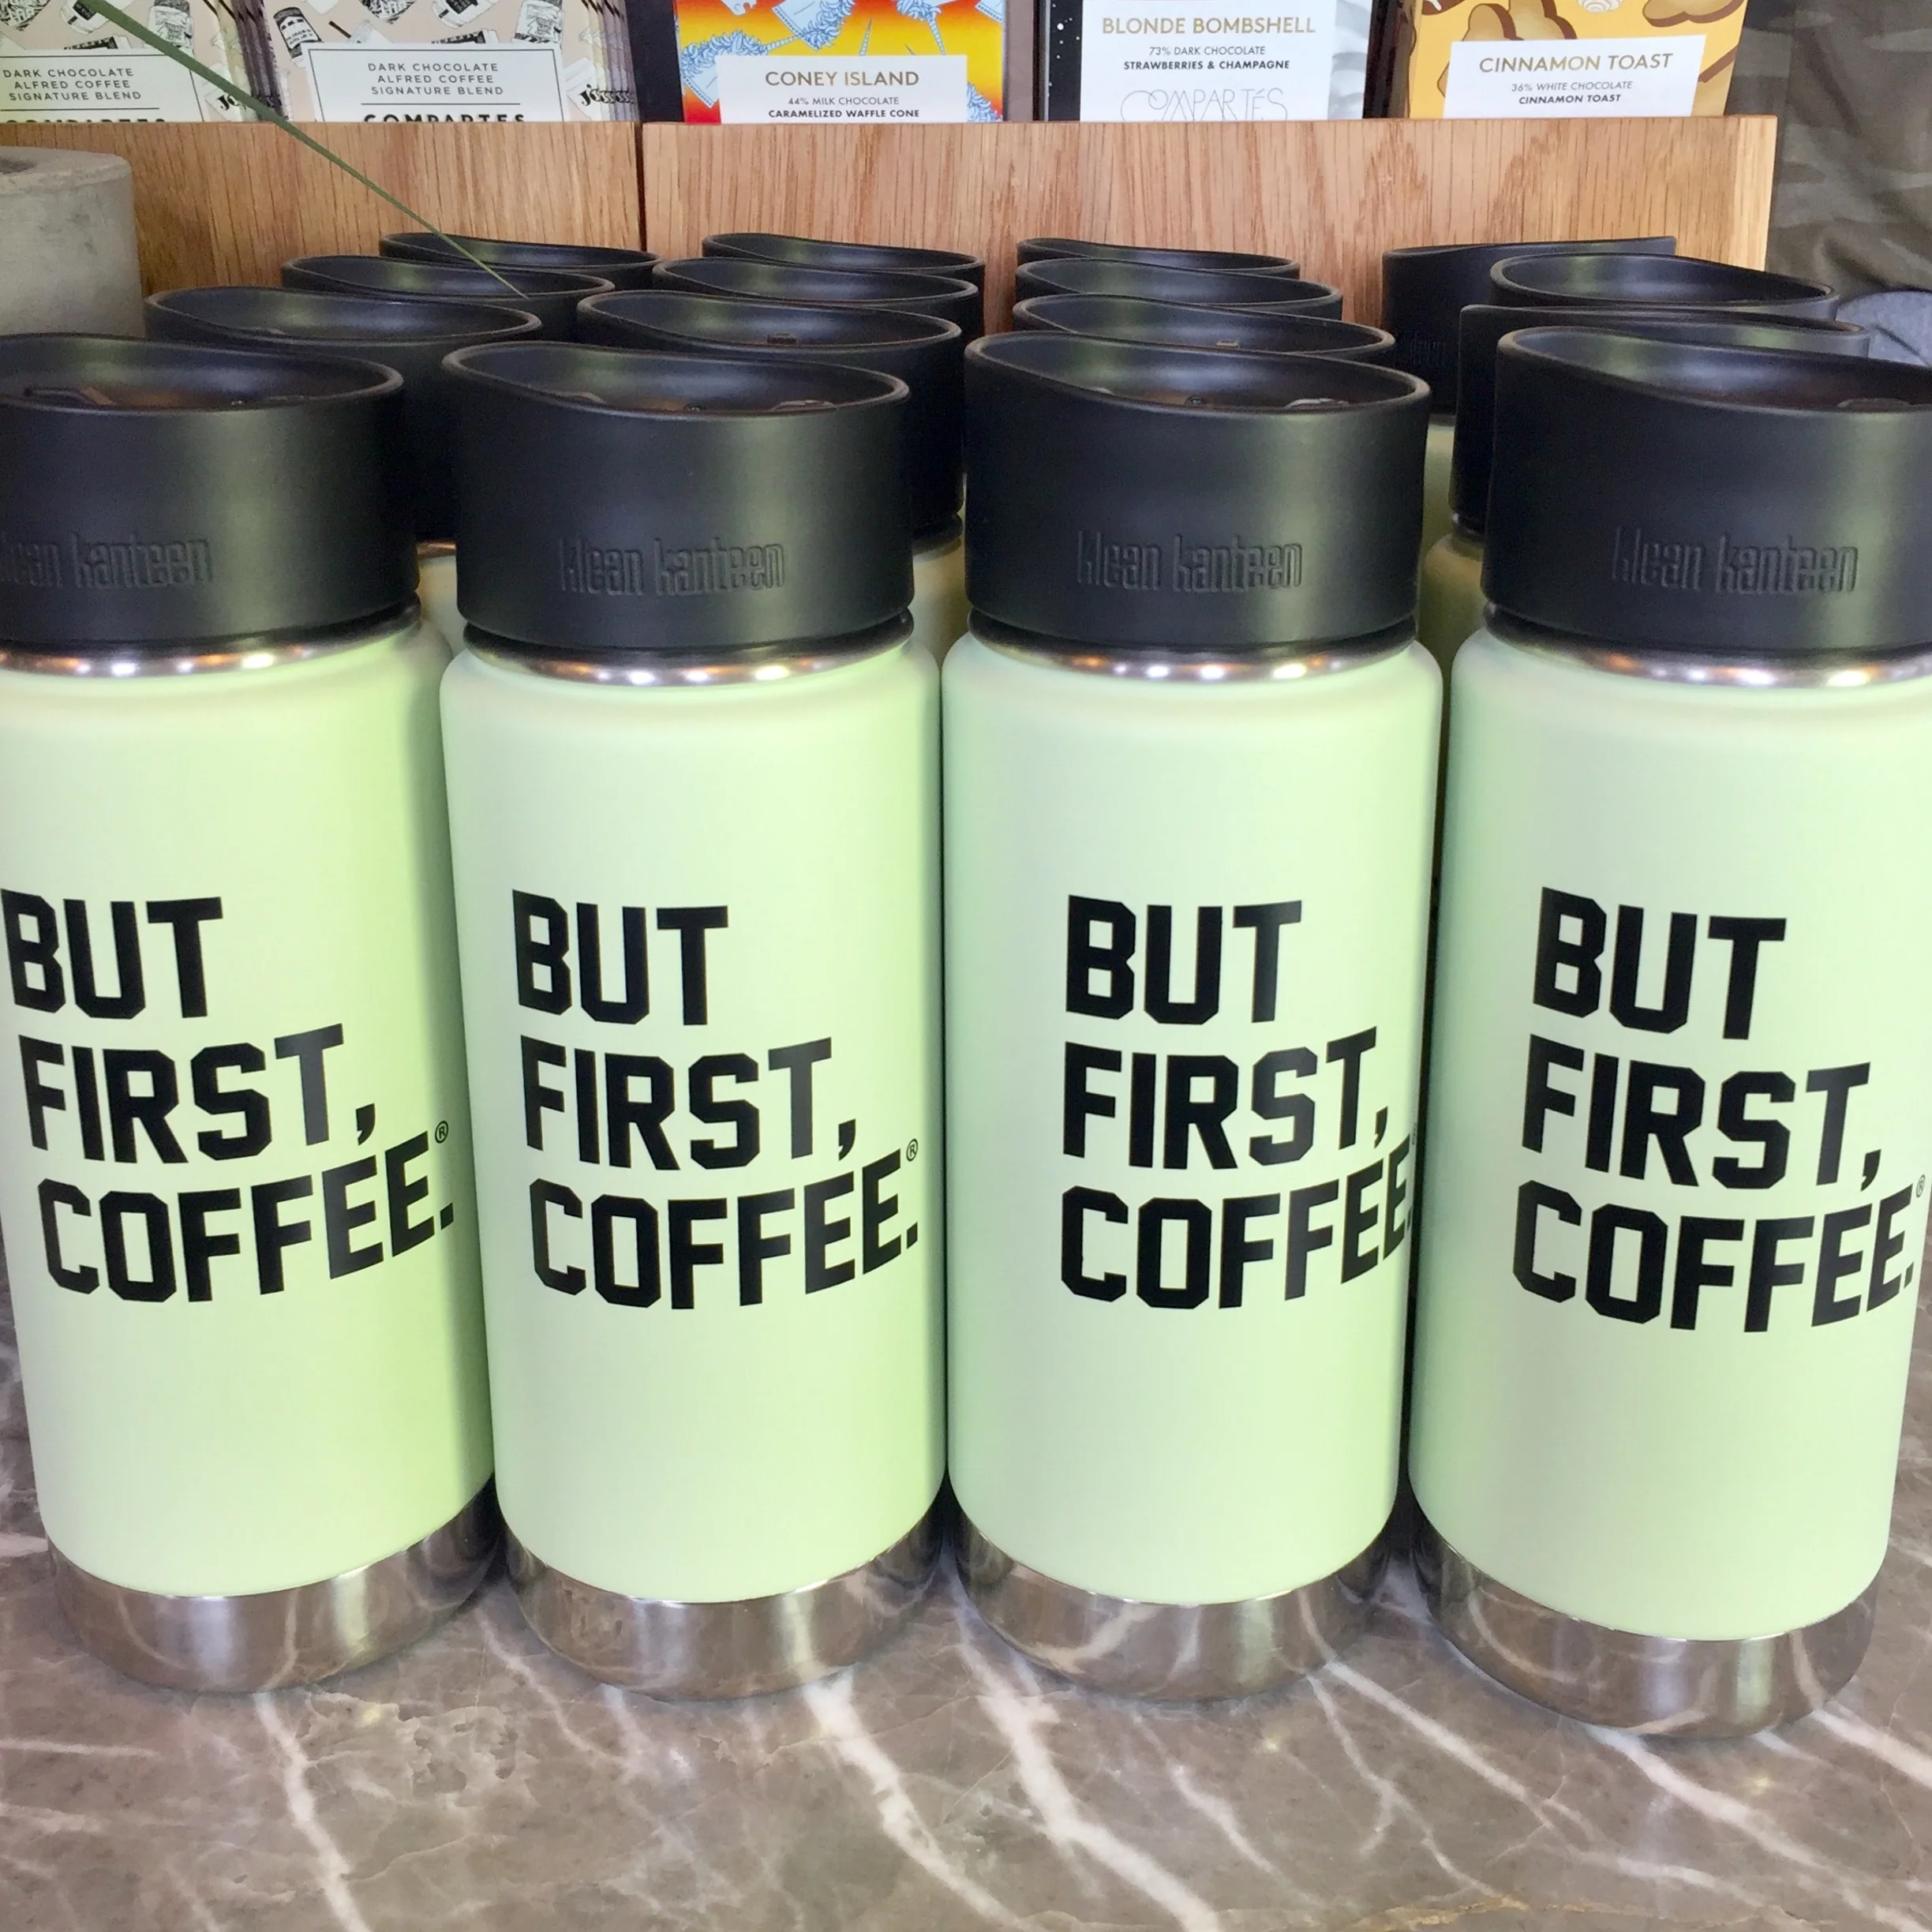 DARK CHOCOLATE
ALFRED COFFEE
SIGNATURE BLEND
COMPARTES
DARK CHOCOLATE
ALFRED COFFEE
SIGNATURE BLEND
COMPARTES
CONEY ISLAND
44% MILK CHOCOLATE
CARAMELIZED WAFFLE CONE
BLONDE BOMBSHELL
73% DARK CHOCOLATE
STRAWBERRIES & CHAMPAGNE
COMPARTÉS
CINNAMON TOAST
36% WHITE CHOCOLATE
CINNAMON TOAST
klean kanteen
klean kanteen
klean kanteen
klean kanteen
BUT
FIRST,
COFFEE.®
BUT
FIRST,
COFFEE.®
BUT
FIRST,
COFFEE.
BUT
FIRST,
COFFEE.®